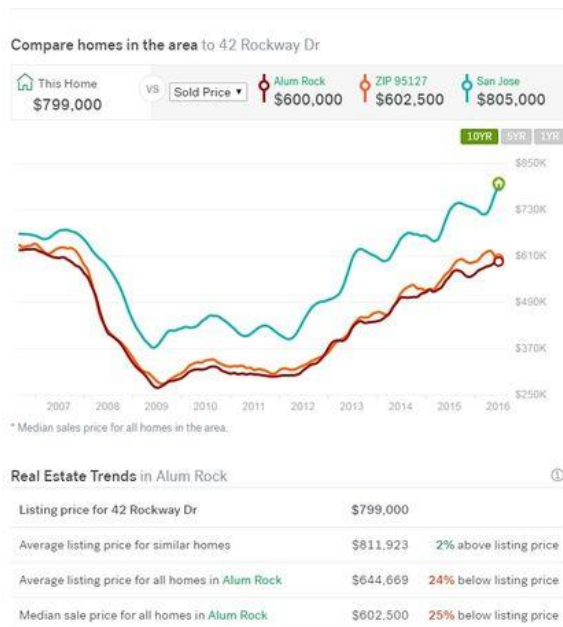 Compare homes in the area to 42 Rockway Dr
This Home
$799,000
VS
Sold Price ▾
Alum Rock
$600,000
ZIP 95127
$602,500
San Jose
$805,000
10YR 5YR 1YR
$850K
$730K
$610K
$490K
$370K
$250K
2007 2008 2009 2010 2011 2012 2013 2014 2015 2016
* Median sales price for all homes in the area.
Real Estate Trends in Alum Rock
Listing price for 42 Rockway Dr $799,000
Average listing price for similar homes $811,923 2% above listing price
Average listing price for all homes in Alum Rock $644,669 24% below listing price
Median sale price for all homes in Alum Rock $602,500 25% below listing price